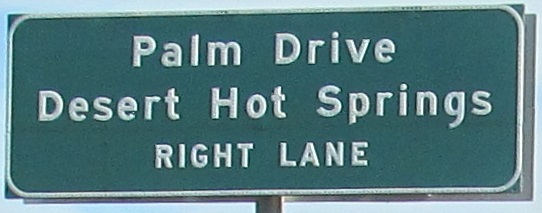 Palm Drive
Desert Hot Springs
RIGHT LANE